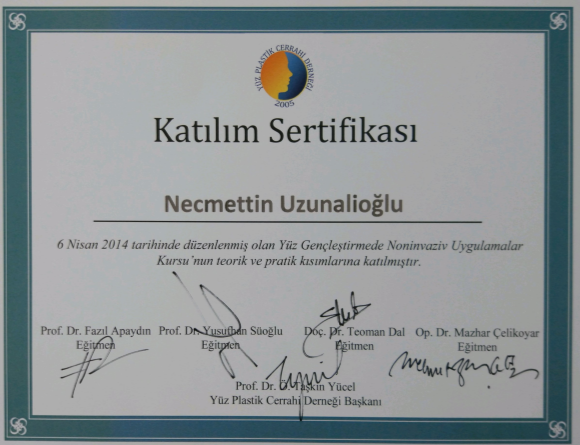 YÜZ PLASTİK CERRAHİ DERNEĞİ
2005
Katılım Sertifikası
Necmettin Uzunalioğlu
6 Nisan 2014 tarihinde düzenlenmiş olan Yüz Gençleştirmede Noninvaziv Uygulamalar
Kursu'nun teorik ve pratik kısımlarına katılmıştır.
Prof. Dr. Fazıl Apaydın Prof. Dr. Yusufhan Süoğlu Doç. Dr. Teoman Dal Op. Dr. Mazhar Çelikoyar
Eğitmen Eğitmen Eğitmen Eğitmen
Prof. Dr. Taşkın Yücel
Yüz Plastik Cerrahi Derneği Başkanı